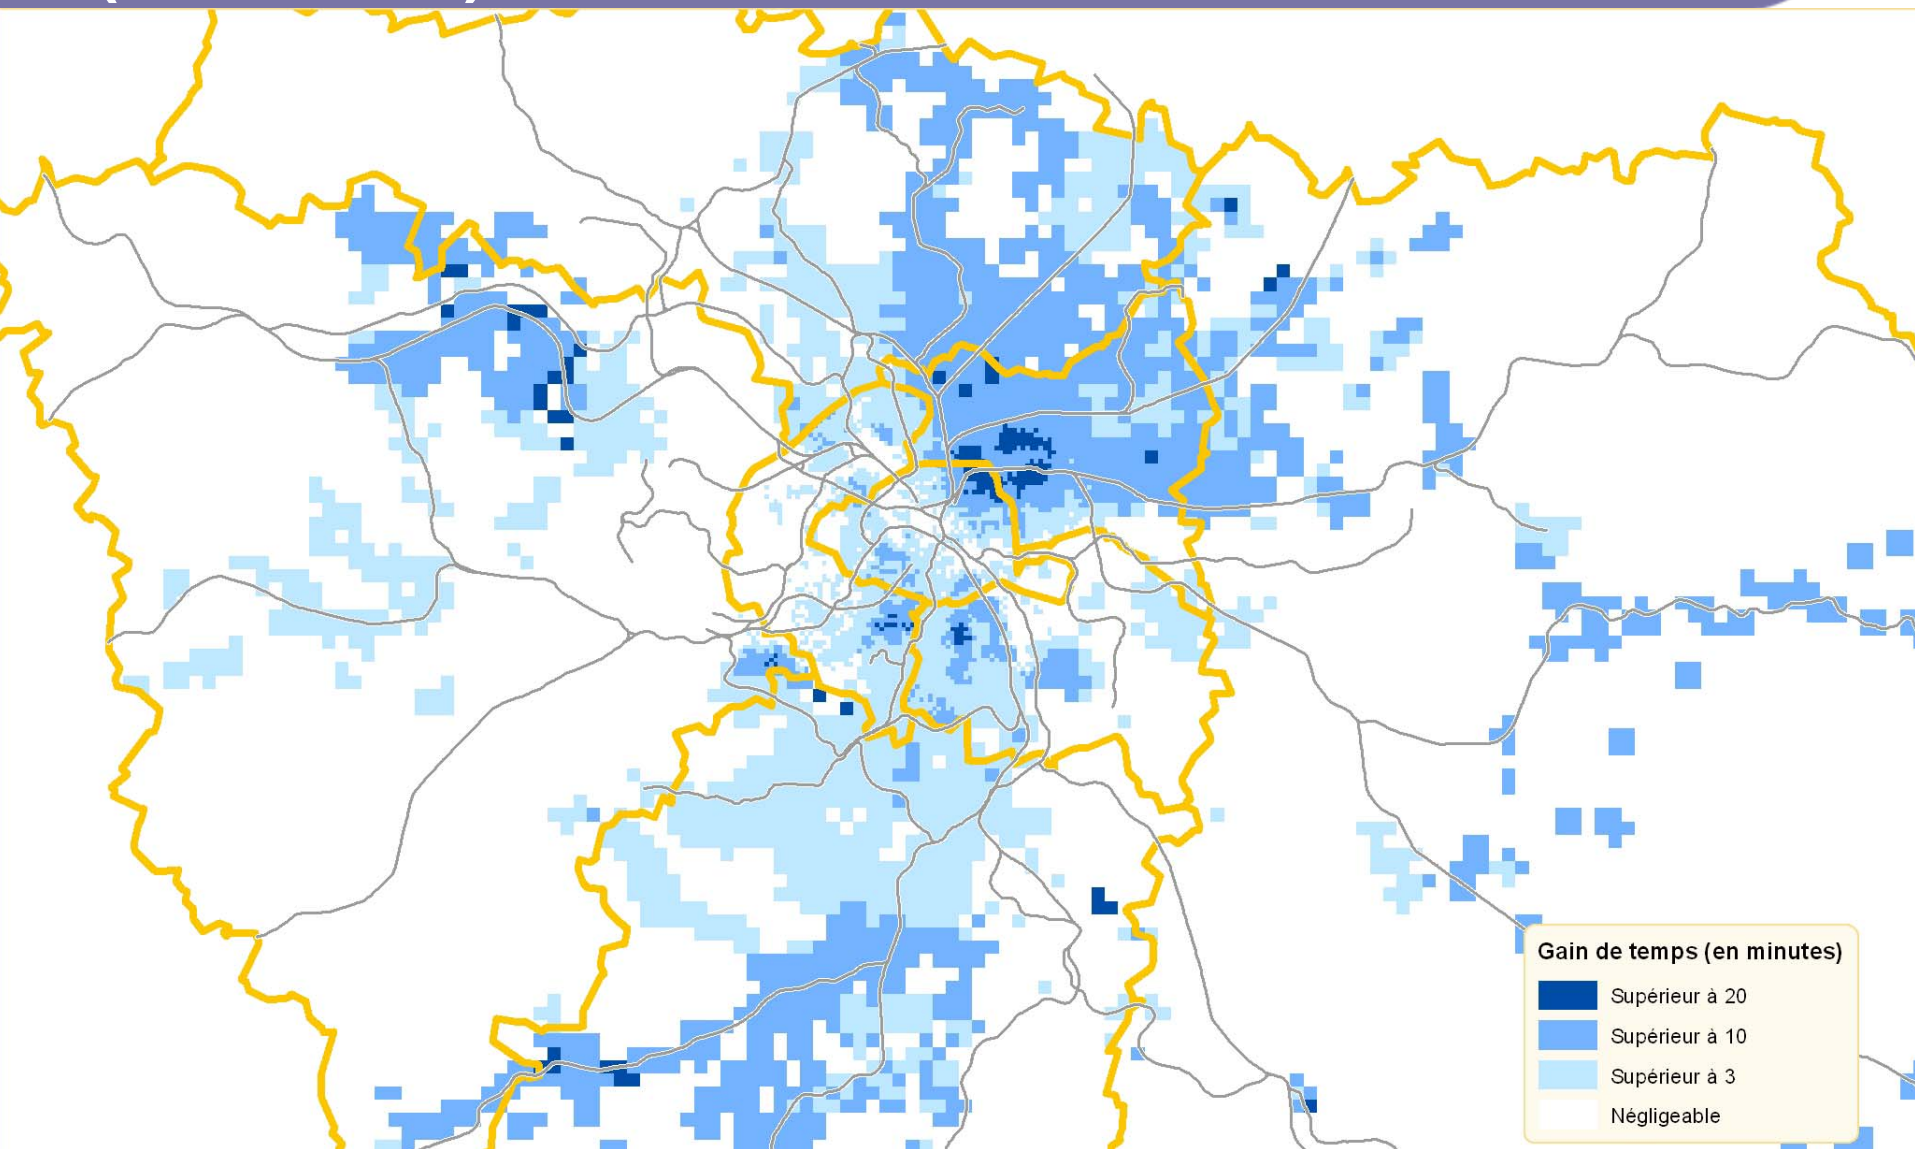 Gain de temps (en minutes)
Supérieur à 20
Supérieur à 10
Supérieur à 3
Négligeable